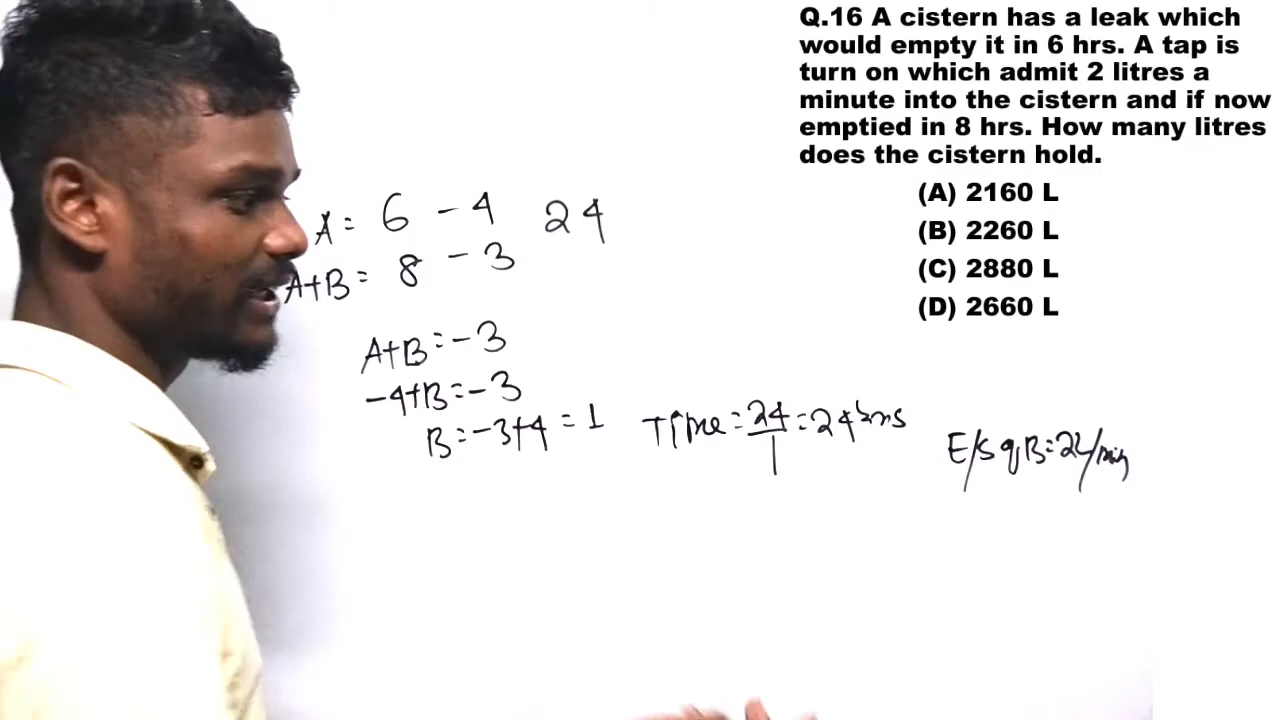 Q.16 A cistern has a leak which
would empty it in 6 hrs. A tap is
turn on which admit 2 litres a
minute into the cistern and if now
emptied in 8 hrs. How many litres
does the cistern hold.
(A) 2160 L
(B) 2260 L
(C) 2880 L
(D) 2660 L
A = 6 - 4 24
A+B = 8 - 3
A+B = -3
-4+B = -3
B = -3+4 = 1
Time = 24/1 = 24 hrs
B = 2L/min